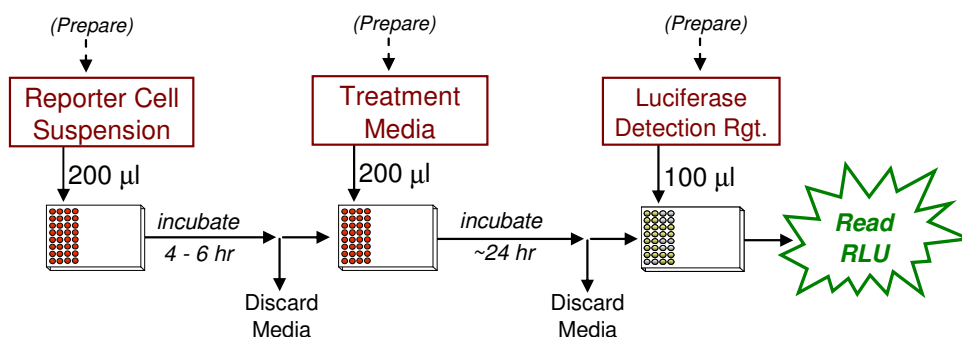 (Prepare)
(Prepare)
(Prepare)
Reporter Cell
Suspension
Treatment
Media
Luciferase
Detection Rgt.
200 µl
200 µl
100 µl
incubate
4 - 6 hr
incubate
~24 hr
Read
RLU
Discard
Media
Discard
Media